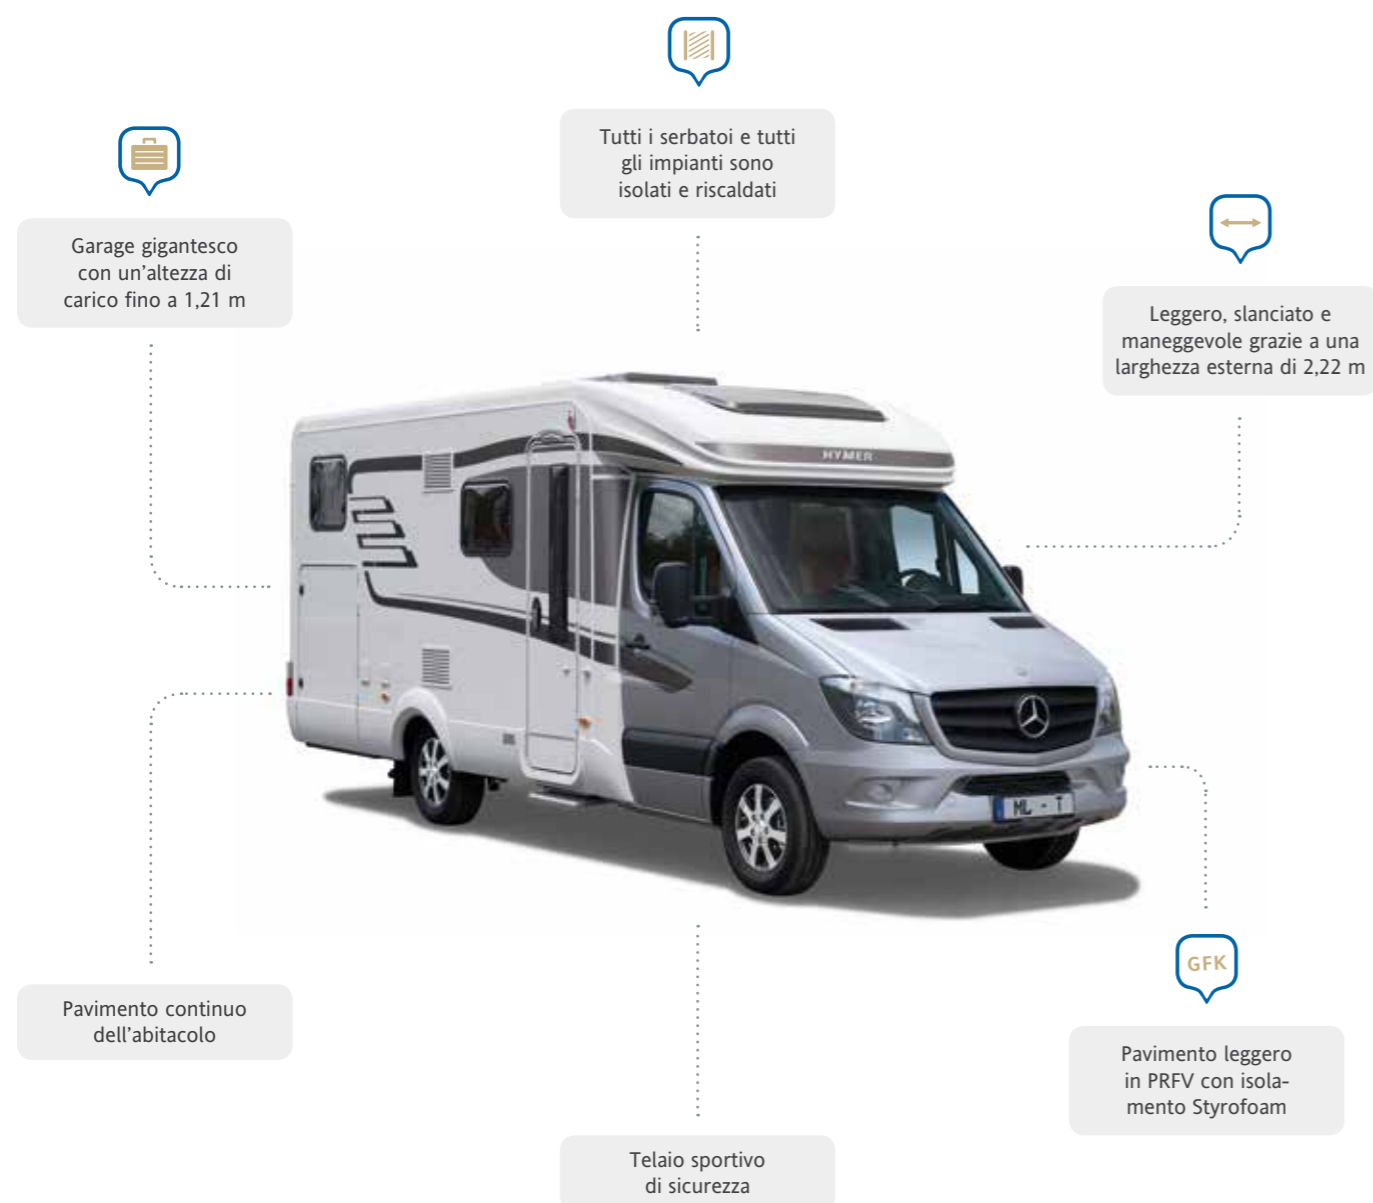 Tutti i serbatoi e tutti
gli impianti sono
isolati e riscaldati
Garage gigantesco
con un'altezza di
carico fino a 1,21 m
Leggero, slanciato e
maneggevole grazie a una
larghezza esterna di 2,22 m
HYMER
ML - T
GFK
Pavimento continuo
dell'abitacolo
Pavimento leggero
in PRFV con isola-
mento Styrofoam
Telaio sportivo
di sicurezza